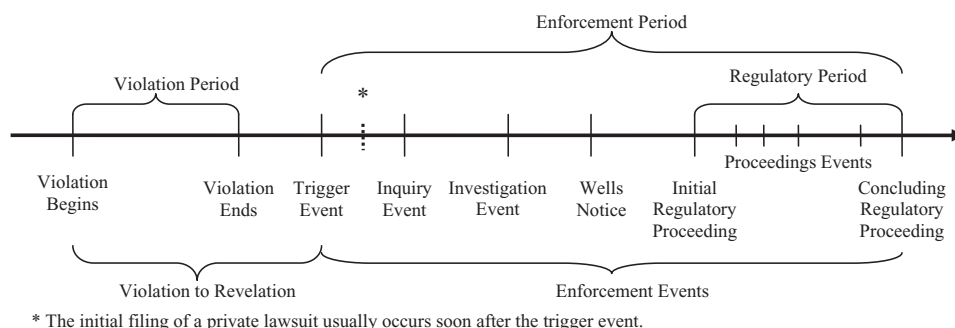 Enforcement Period
Violation Period
Regulatory Period
*
Proceedings Events
Violation
Begins
Violation
Ends
Trigger
Event
Inquiry
Event
Investigation
Event
Wells
Notice
Initial
Regulatory
Proceeding
Concluding
Regulatory
Proceeding
Violation to Revelation
Enforcement Events
* The initial filing of a private lawsuit usually occurs soon after the trigger event.